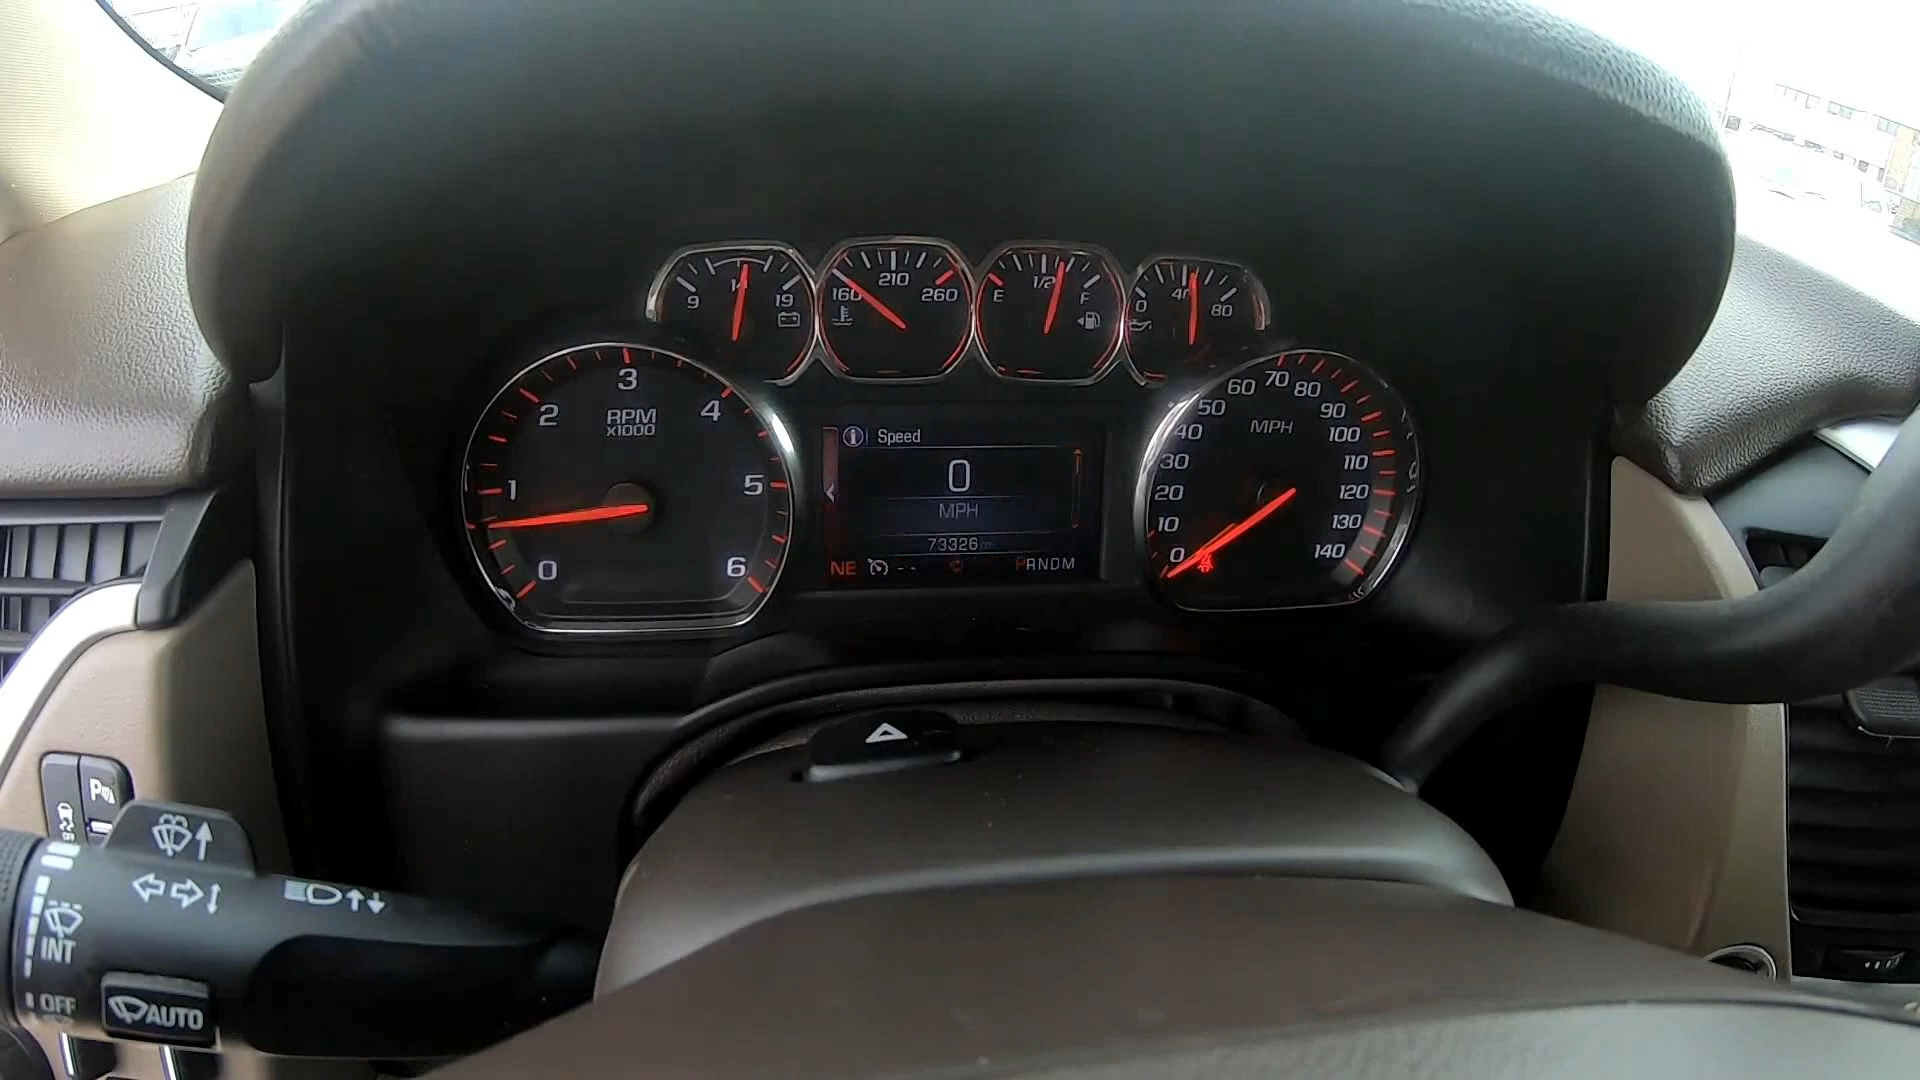 9 14 19
160 210 260
E 1/2 F
0 40 80
0 1 2 3 4 5 6
RPM
x1000
Speed
0
MPH
73326
NE -- PRNDM
0 10 20 30 40 50 60 70 80 90 100 110 120 130 140
MPH
P
INT
OFF
AUTO